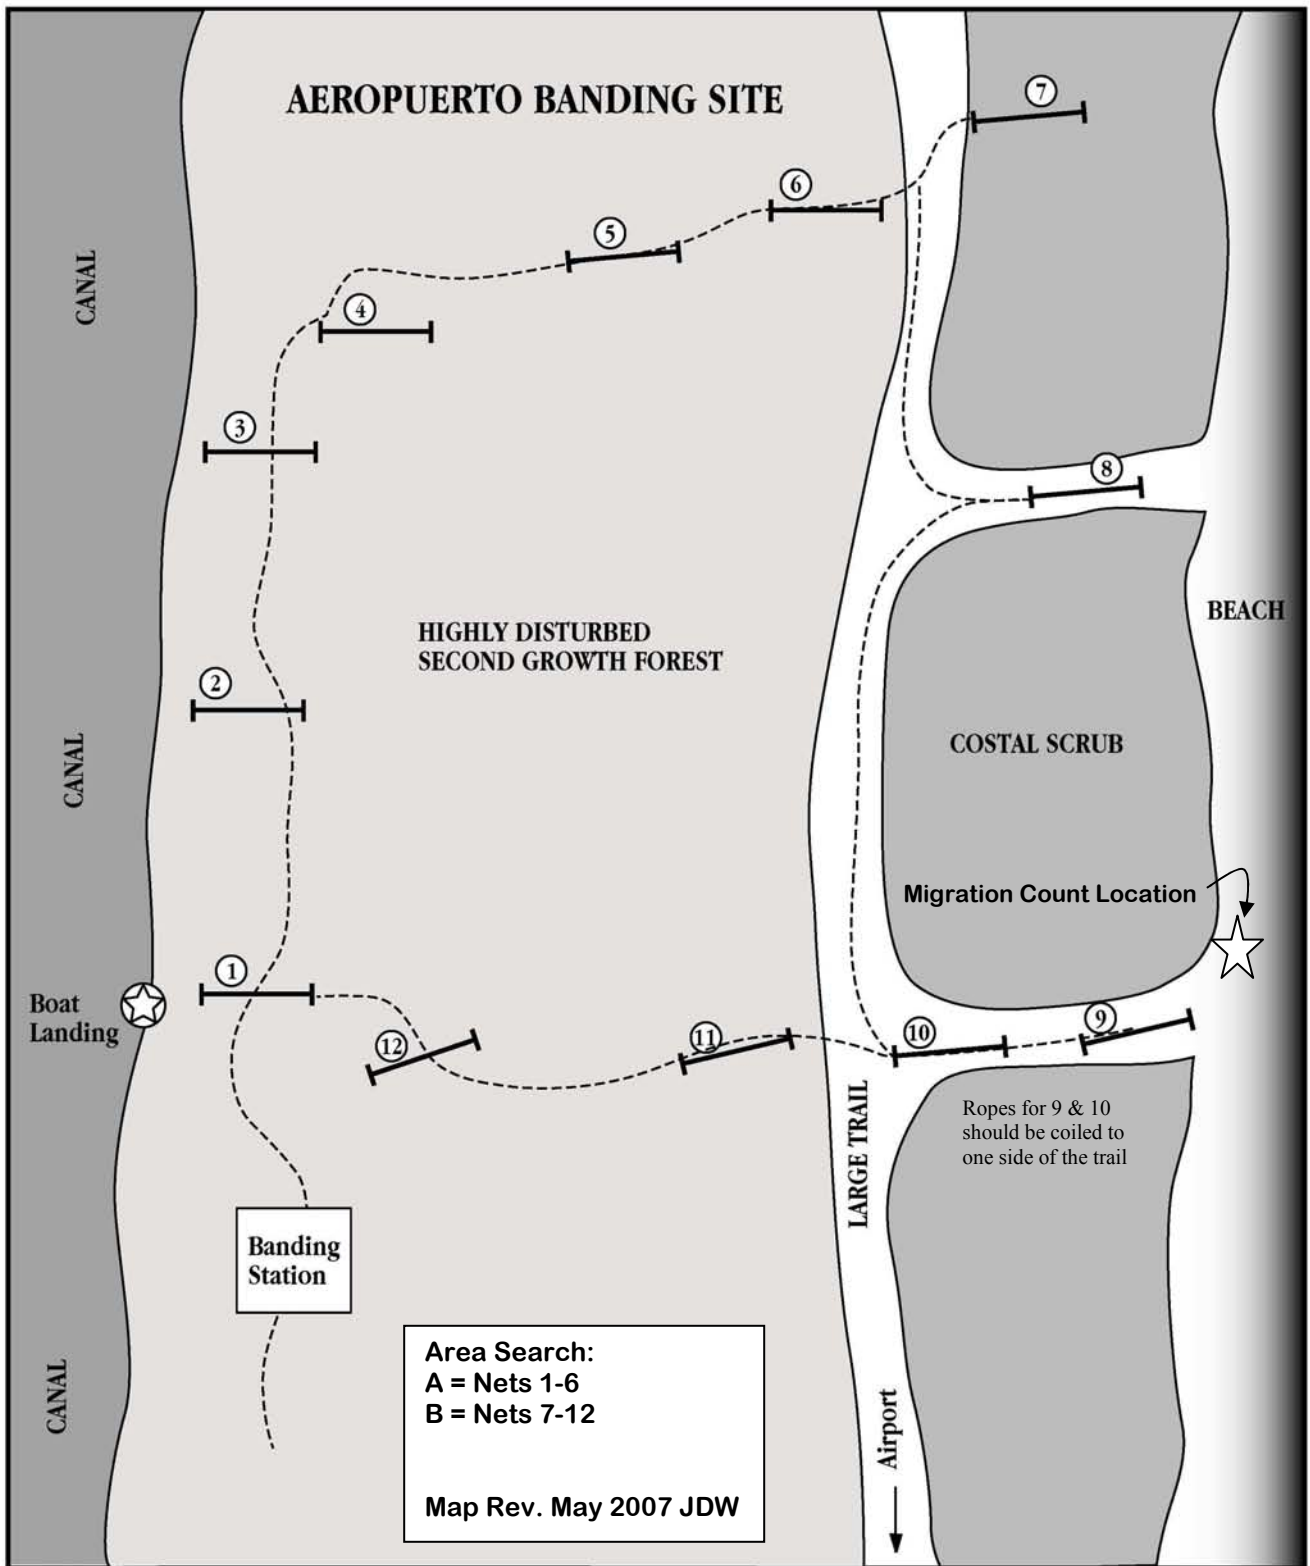 AEROPUERTO BANDING SITE
7
6
5
CANAL
4
3
8
BEACH
HIGHLY DISTURBED
SECOND GROWTH FOREST
2
COSTAL SCRUB
CANAL
Migration Count Location
1
Boat
Landing
12
11
10
9
LARGE TRAIL
Ropes for 9 & 10
should be coiled to
one side of the trail
Banding
Station
Area Search:
A = Nets 1-6
B = Nets 7-12
Map Rev. May 2007 JDW
CANAL
Airport